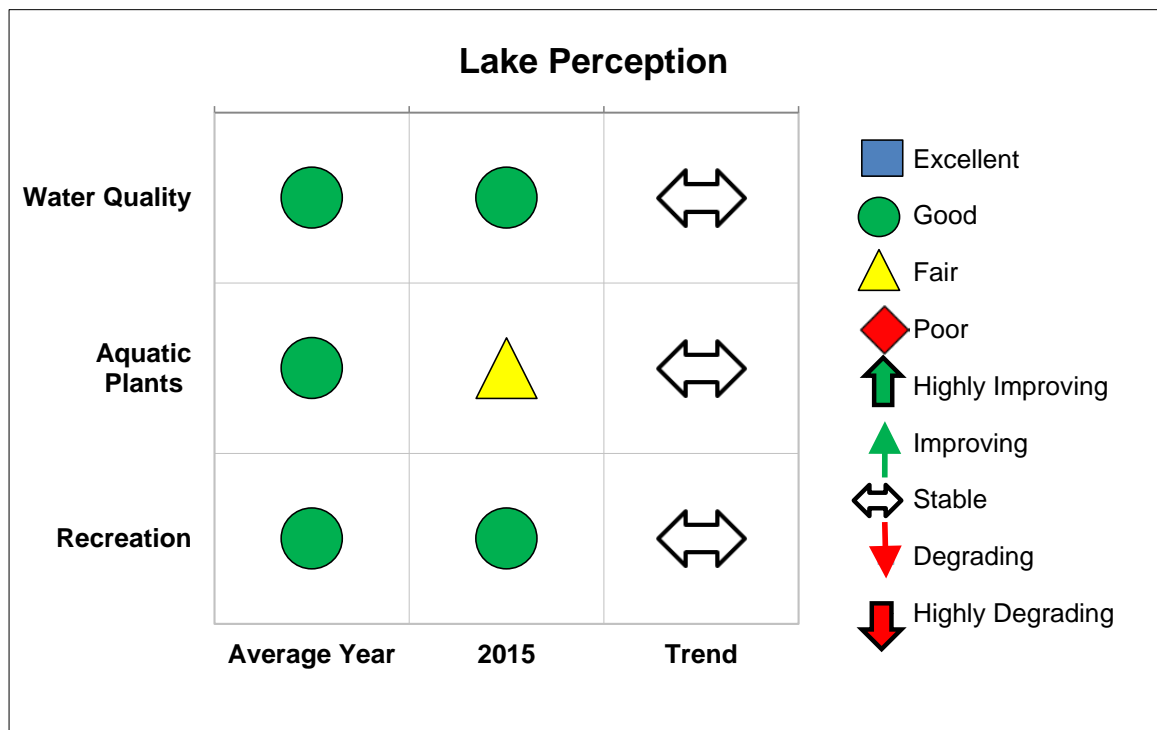 Lake Perception
Water Quality
Aquatic
Plants
Recreation
Average Year
2015
Trend
Excellent
Good
Fair
Poor
Highly Improving
Improving
Stable
Degrading
Highly Degrading